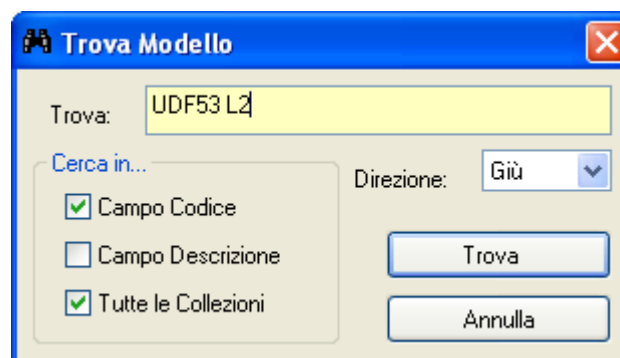 Trova Modello
Trova: UDF53 L2
Cerca in...
Direzione: Giù
Campo Codice
Campo Descrizione
Trova
Tutte le Collezioni
Annulla